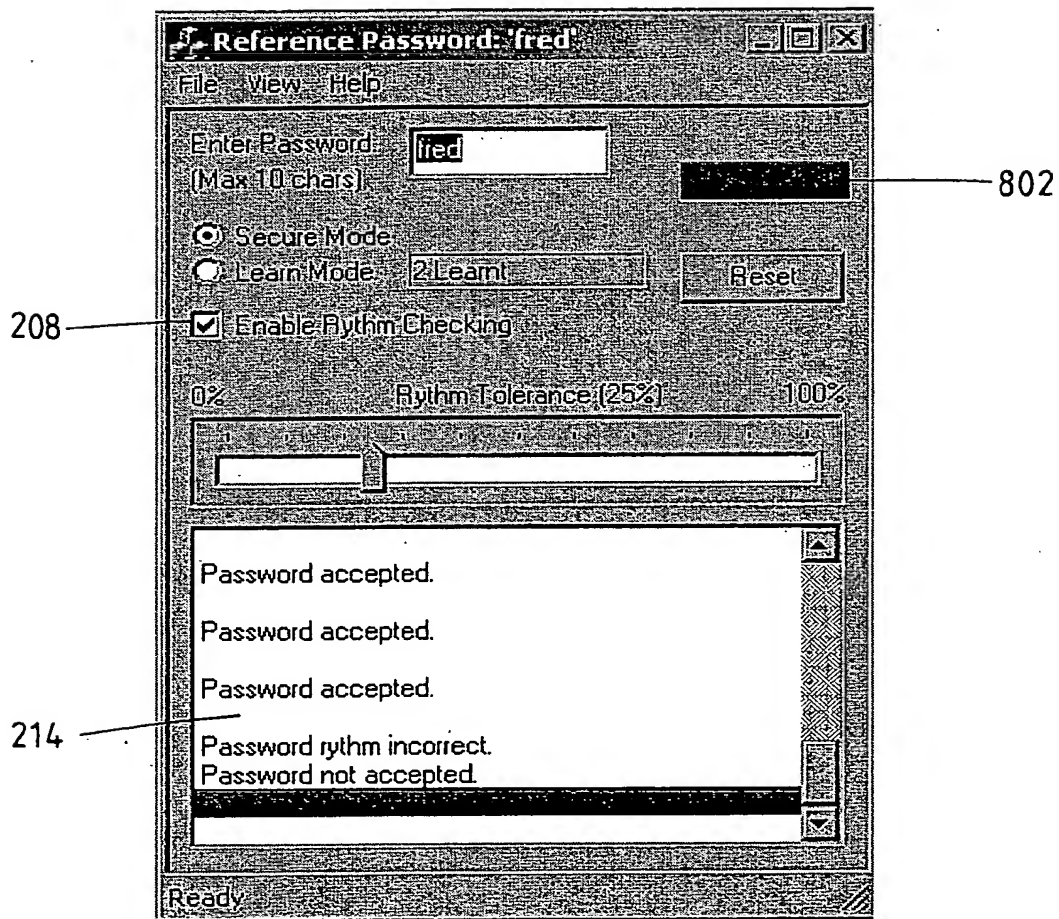 Reference Password: 'fred'
File View Help
Enter Password
(Max 10 chars)
fred
802
Secure Mode
Learn Mode
2 Learnt
Reset
208
Enable Rythm Checking
0%
Rythm Tolerance (25%)
100%
Password accepted.
Password accepted.
Password accepted.
214
Password rythm incorrect.
Password not accepted.
Ready